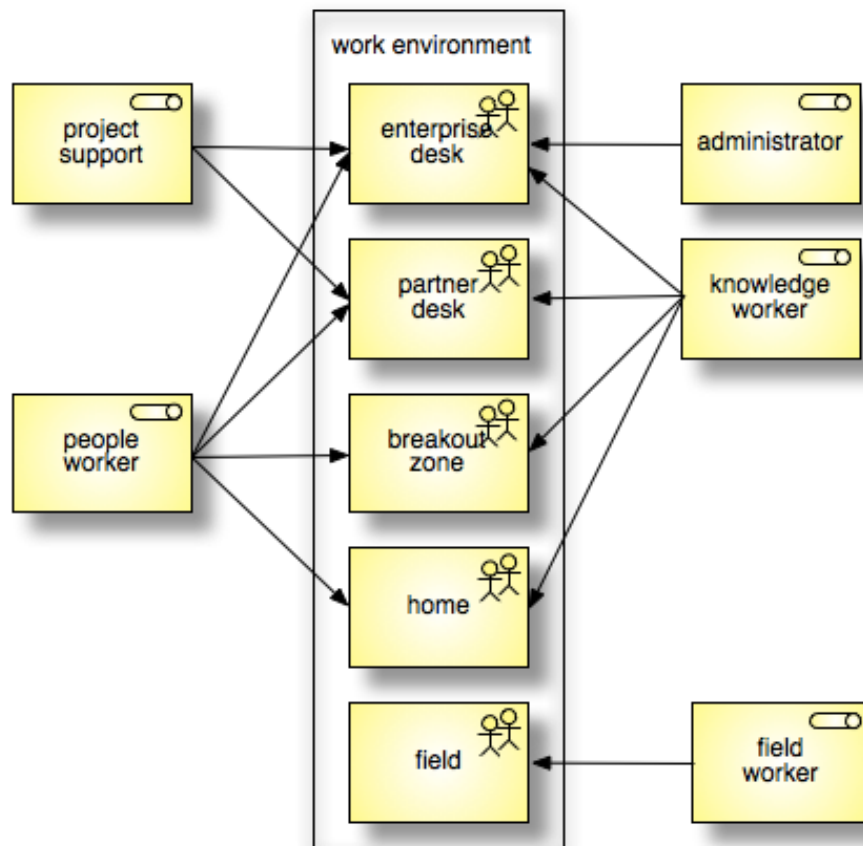 work environment
project
support
enterprise
desk
administrator
partner
desk
knowledge
worker
people
worker
breakout
zone
home
field
field
worker